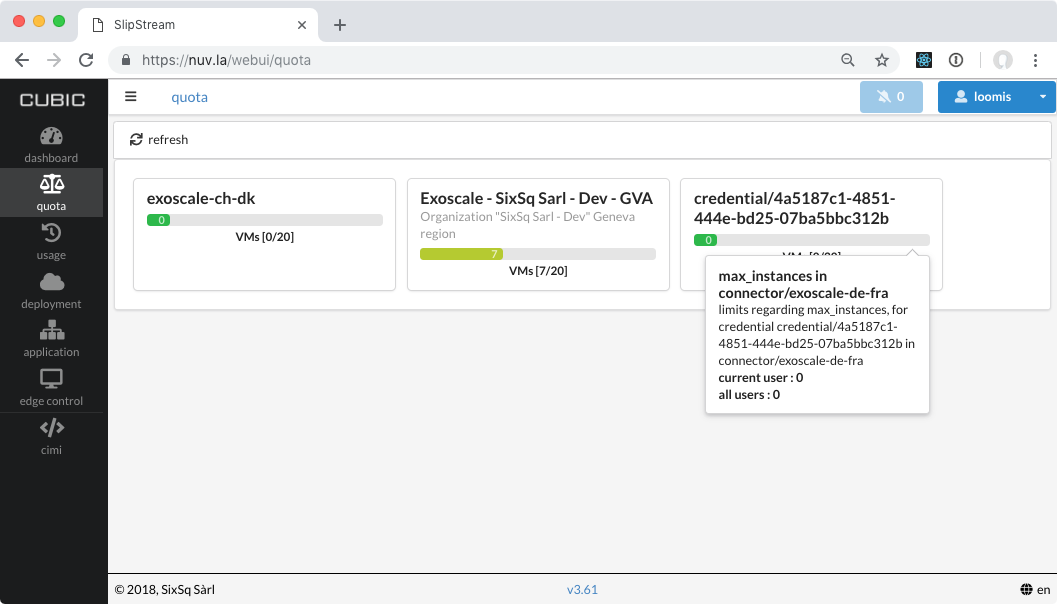 SlipStream
https://nuv.la/webui/quota
CUBIC
quota
0
loomis
dashboard
quota
usage
deployment
application
edge control
cimi
refresh
exoscale-ch-dk
0
VMs [0/20]
Exoscale - SixSq Sarl - Dev - GVA
Organization "SixSq Sarl - Dev" Geneva
region
7
VMs [7/20]
credential/4a5187c1-4851-
444e-bd25-07ba5bbc312b
0
max_instances in
connector/exoscale-de-fra
limits regarding max_instances, for
credential credential/4a5187c1-
4851-444e-bd25-07ba5bbc312b in
connector/exoscale-de-fra
current user : 0
all users : 0
© 2018, SixSq Sàrl
v3.61
en